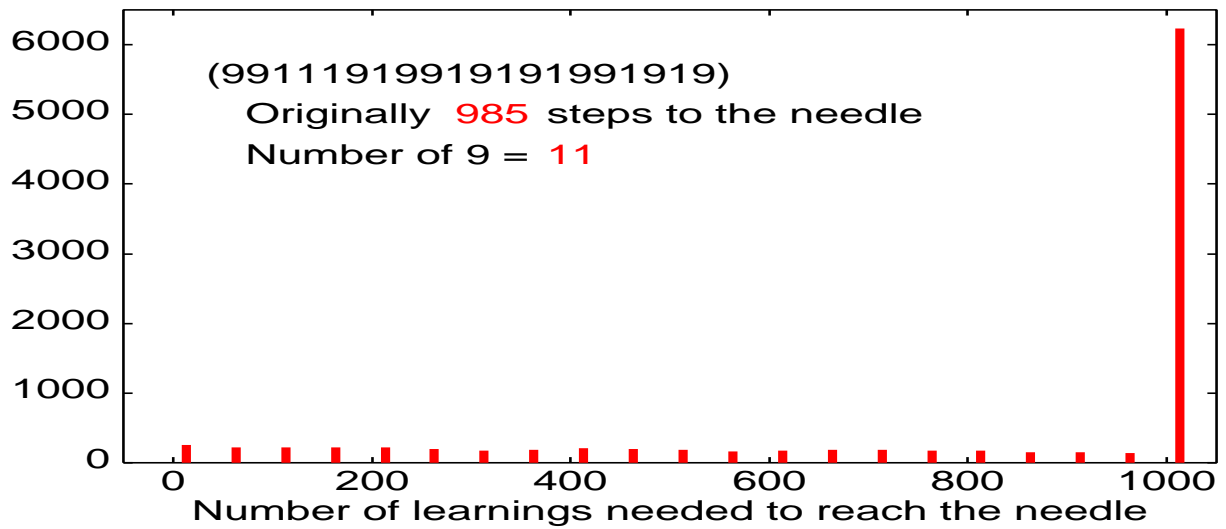 6000
5000
4000
3000
2000
1000
0
(99111919919191991919)
Originally 985 steps to the needle
Number of 9 = 11
0 200 400 600 800 1000
Number of learnings needed to reach the needle